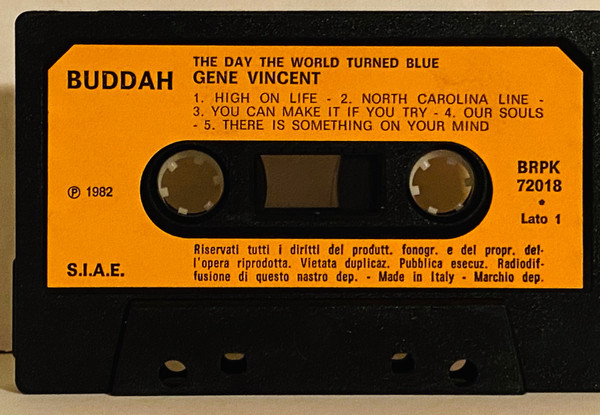 BUDDAH
THE DAY THE WORLD TURNED BLUE
GENE VINCENT
1. HIGH ON LIFE - 2. NORTH CAROLINA LINE -
3. YOU CAN MAKE IT IF YOU TRY - 4. OUR SOULS
- 5. THERE IS SOMETHING ON YOUR MIND
℗ 1982
BRPK
72018
•
Lato 1
S.I.A.E.
Riservati tutti i diritti del produtt. fonogr. e del propr. del-
l'opera riprodotta. Vietata duplicaz. Pubblica esecuz. Radiodif-
fusione di questo nastro dep. - Made in Italy - Marchio dep.